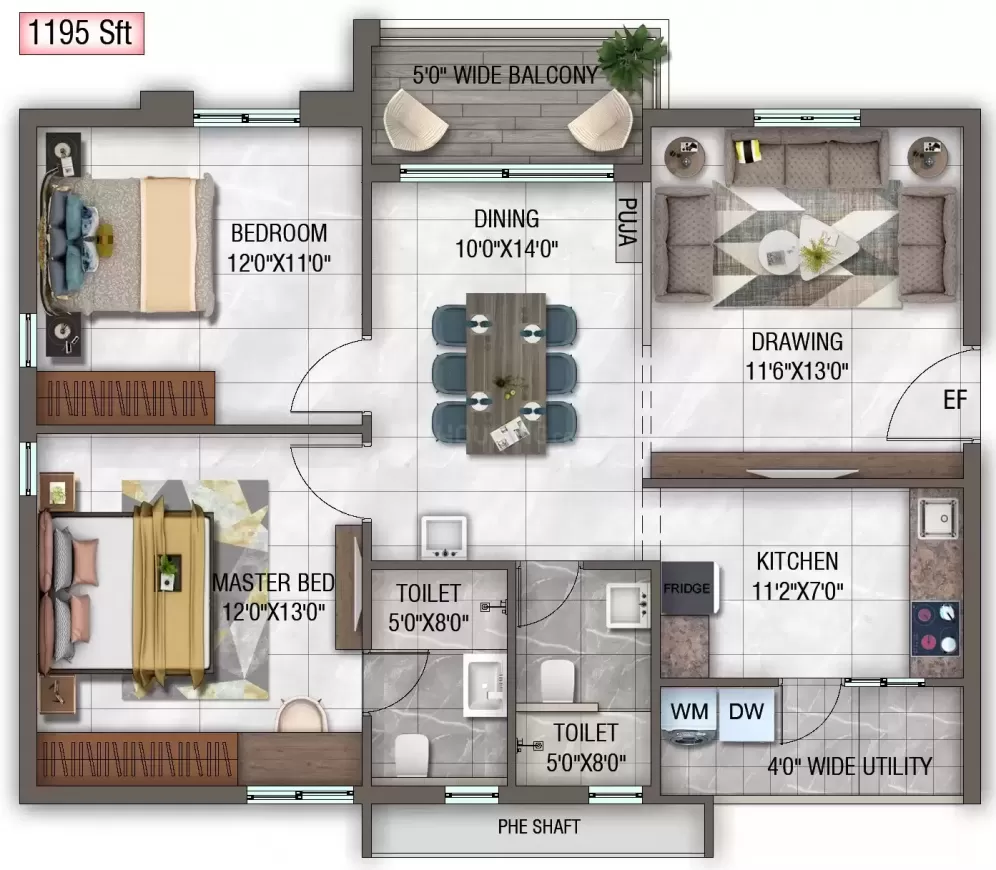 1195 Sft
5'0" WIDE BALCONY
BEDROOM
12'0"X11'0"
DINING
10'0"X14'0"
PUJA
DRAWING
11'6"X13'0"
EF
MASTER BED
12'0"X13'0"
TOILET
5'0"X8'0"
KITCHEN
11'2"X7'0"
FRIDGE
WM
DW
TOILET
5'0"X8'0"
4'0" WIDE UTILITY
PHE SHAFT